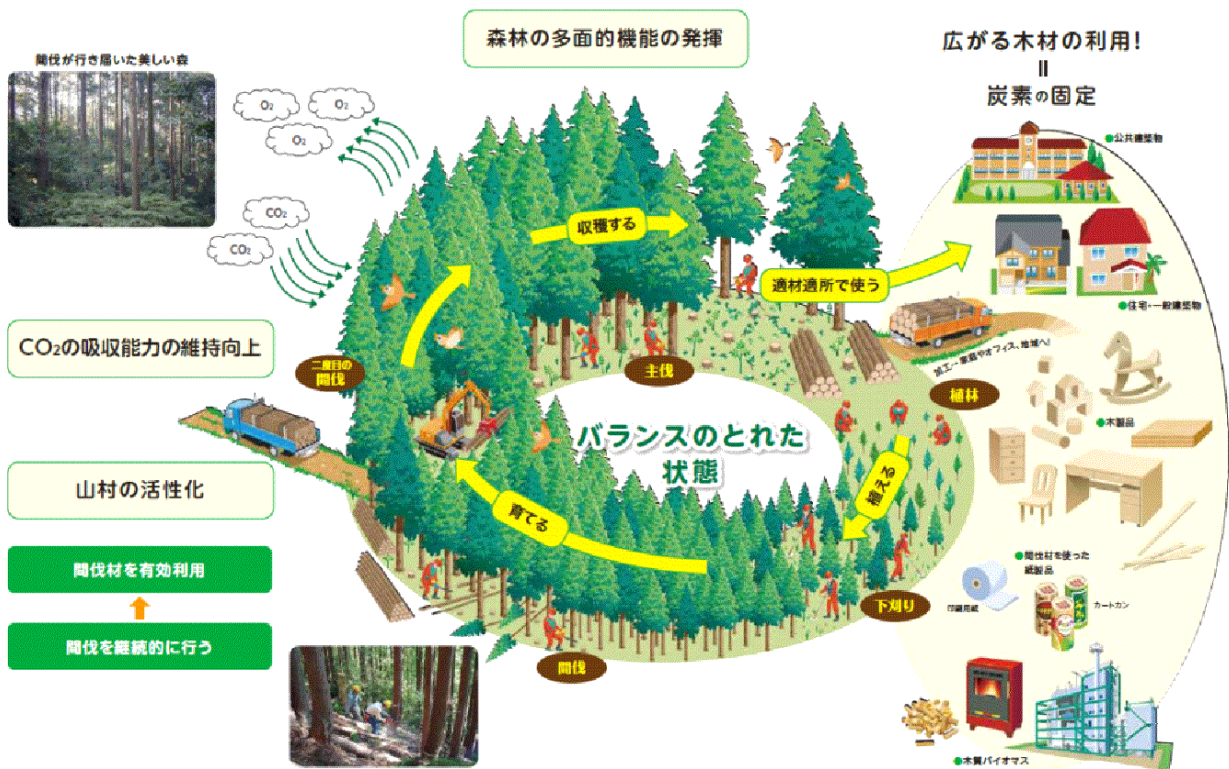 森林の多面的機能の発揮
広がる木材の利用!
=
炭素の固定
間伐が行き届いた美しい森
O₂
O₂
O₂
CO₂
CO₂
公共建築物
収穫する
適材適所で使う
住宅・一般建築物
CO₂の吸収能力の維持向上
二度目の
間伐
主伐
加工→家庭やオフィス、地域へ!
植林
木製品
バランスのとれた
状態
山村の活性化
植える
育てる
間伐材を有効利用
間伐材を使った
紙製品
印刷用紙
カートカン
下刈り
間伐を継続的に行う
間伐
木質バイオマス